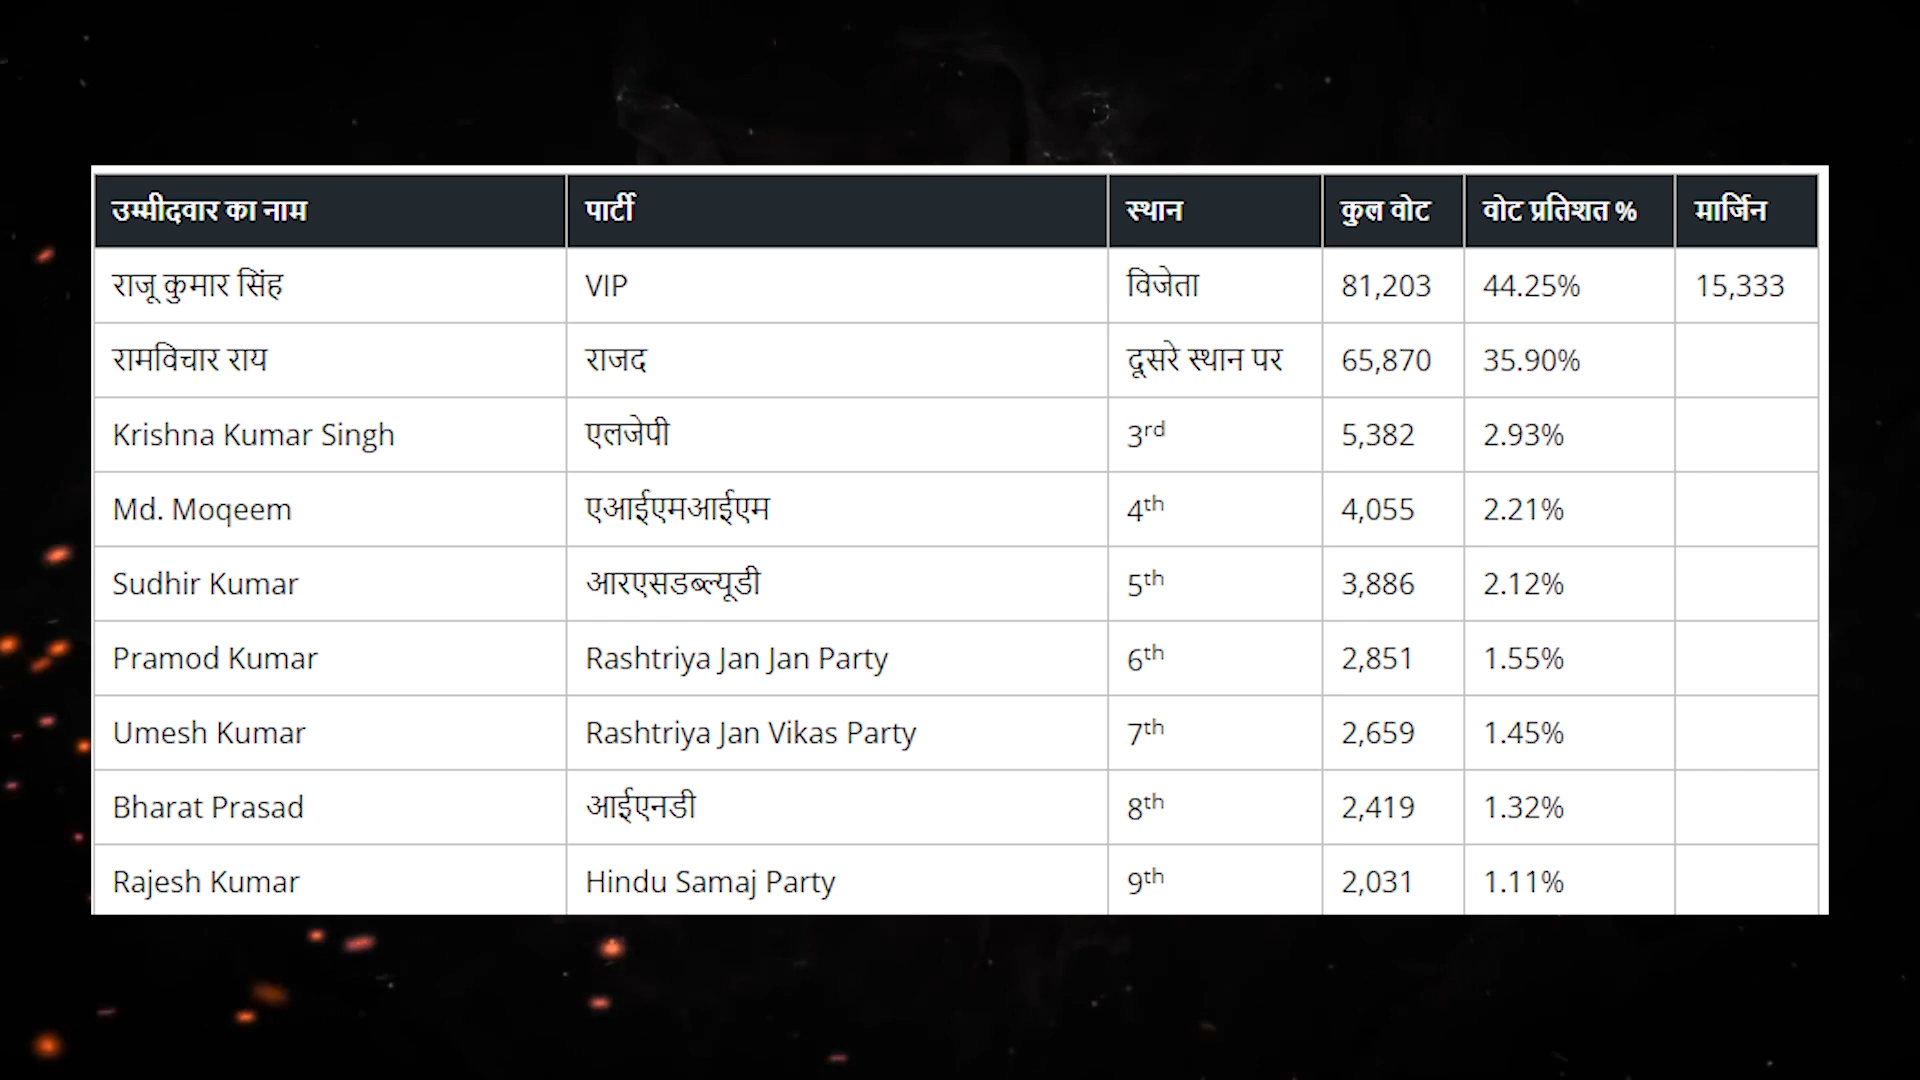 उम्मीदवार का नाम पार्टी स्थान कुल वोट वोट प्रतिशत % मार्जिन
राजू कुमार सिंह VIP विजेता 81,203 44.25% 15,333
रामविचार राय राजद दूसरे स्थान पर 65,870 35.90%
Krishna Kumar Singh एलजेपी 3rd 5,382 2.93%
Md. Moqeem एआईएमआईएम 4th 4,055 2.21%
Sudhir Kumar आरएसडब्ल्यूडी 5th 3,886 2.12%
Pramod Kumar Rashtriya Jan Jan Party 6th 2,851 1.55%
Umesh Kumar Rashtriya Jan Vikas Party 7th 2,659 1.45%
Bharat Prasad आईएनडी 8th 2,419 1.32%
Rajesh Kumar Hindu Samaj Party 9th 2,031 1.11%